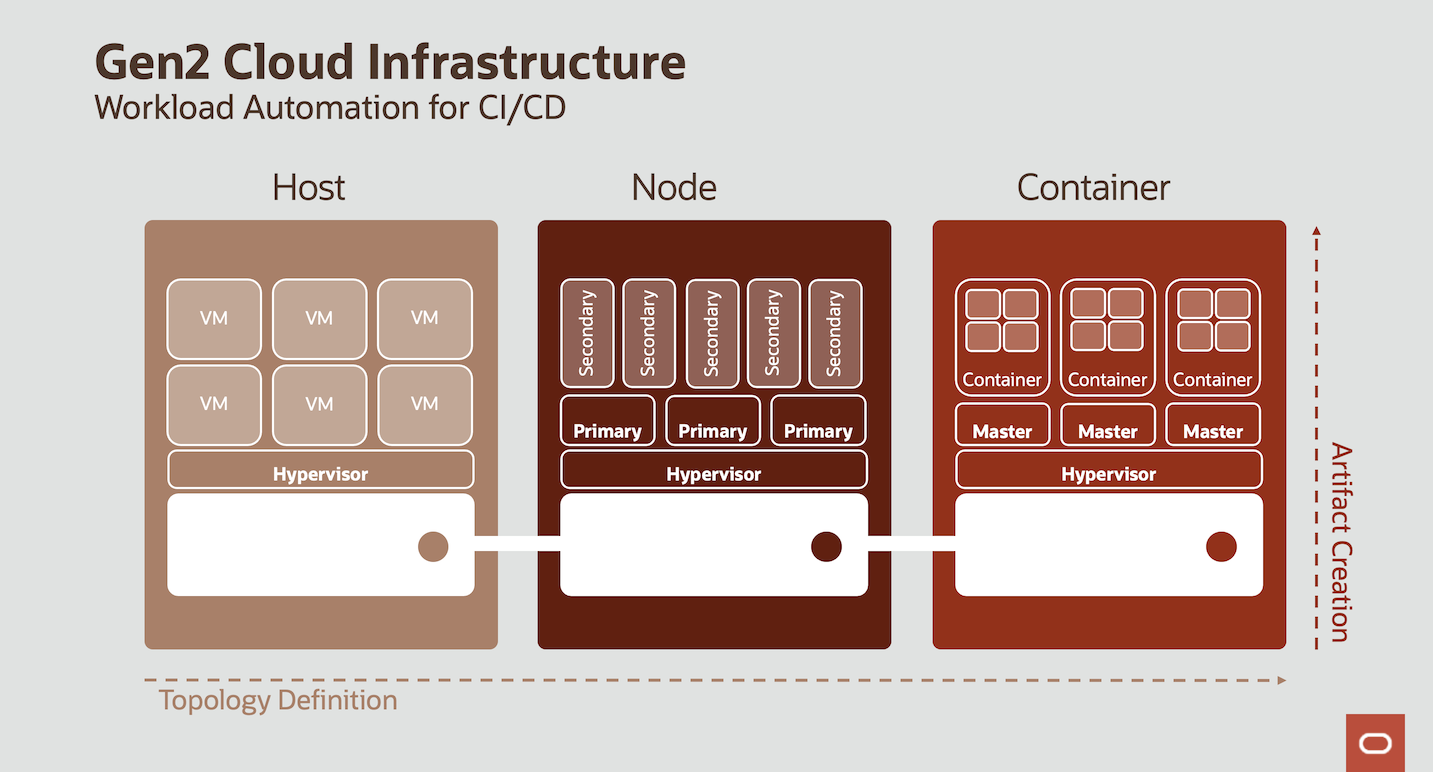 Gen2 Cloud Infrastructure
Workload Automation for CI/CD
Host
VM
VM
VM
VM
VM
VM
Hypervisor
Node
Secondary
Secondary
Secondary
Secondary
Secondary
Primary
Primary
Primary
Hypervisor
Container
Container
Container
Container
Master
Master
Master
Hypervisor
Artifact Creation
Topology Definition